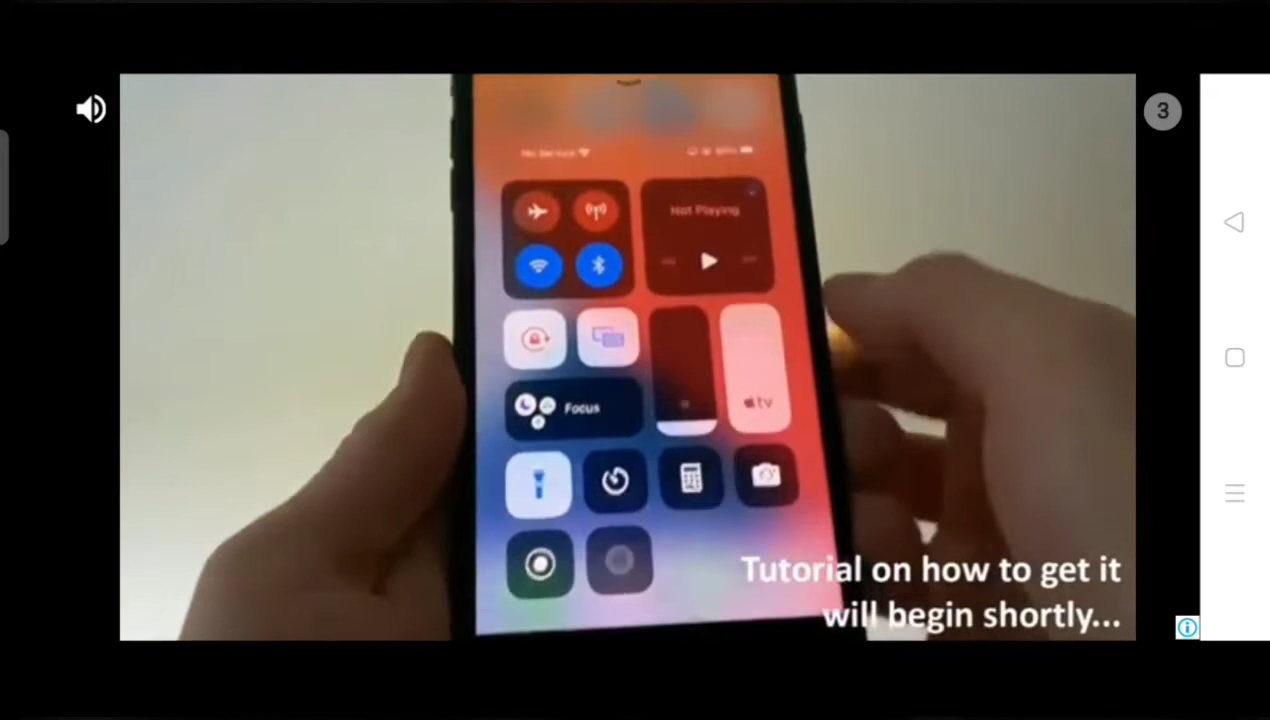 3
Not Playing
Focus
tv
Tutorial on how to get it
will begin shortly...